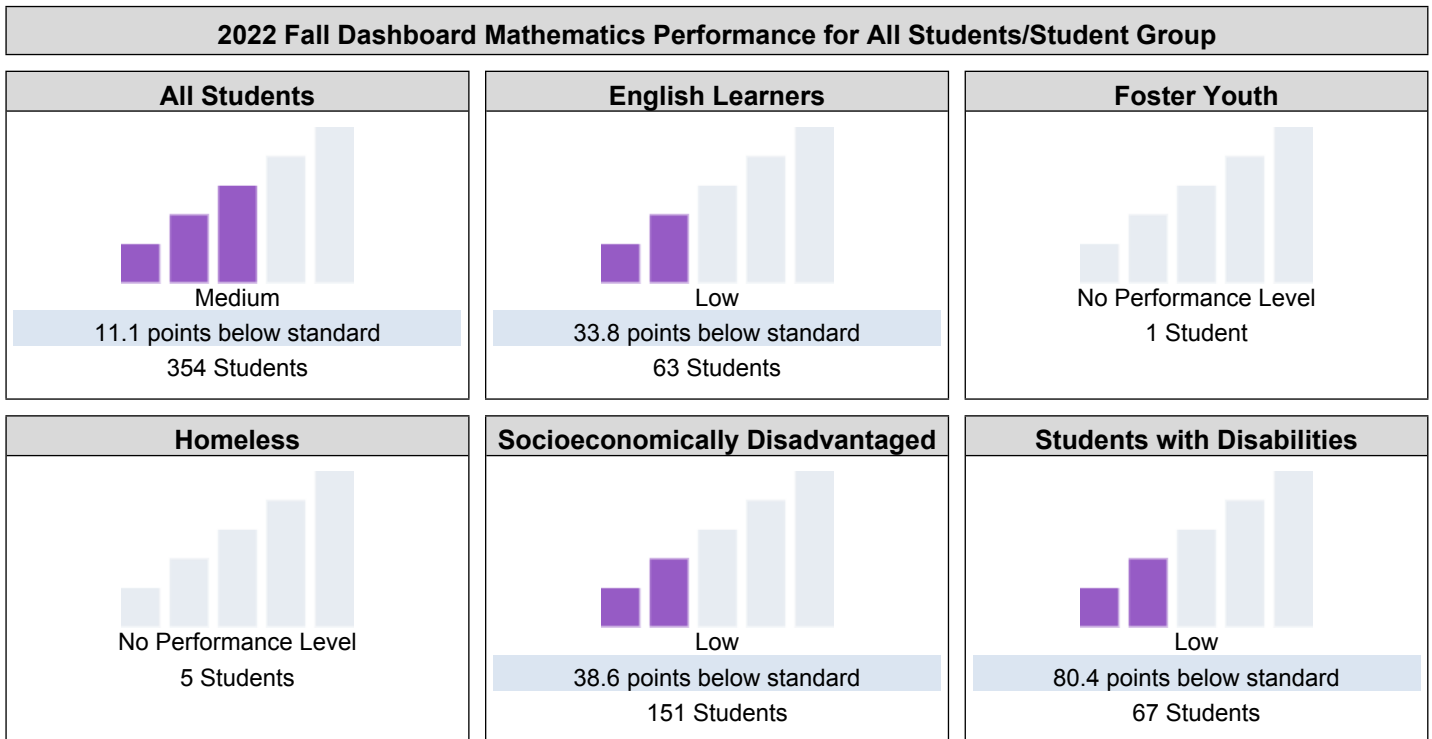 2022 Fall Dashboard Mathematics Performance for All Students/Student Group
All Students
Medium
11.1 points below standard
354 Students
English Learners
Low
33.8 points below standard
63 Students
Foster Youth
No Performance Level
1 Student
Homeless
No Performance Level
5 Students
Socioeconomically Disadvantaged
Low
38.6 points below standard
151 Students
Students with Disabilities
Low
80.4 points below standard
67 Students